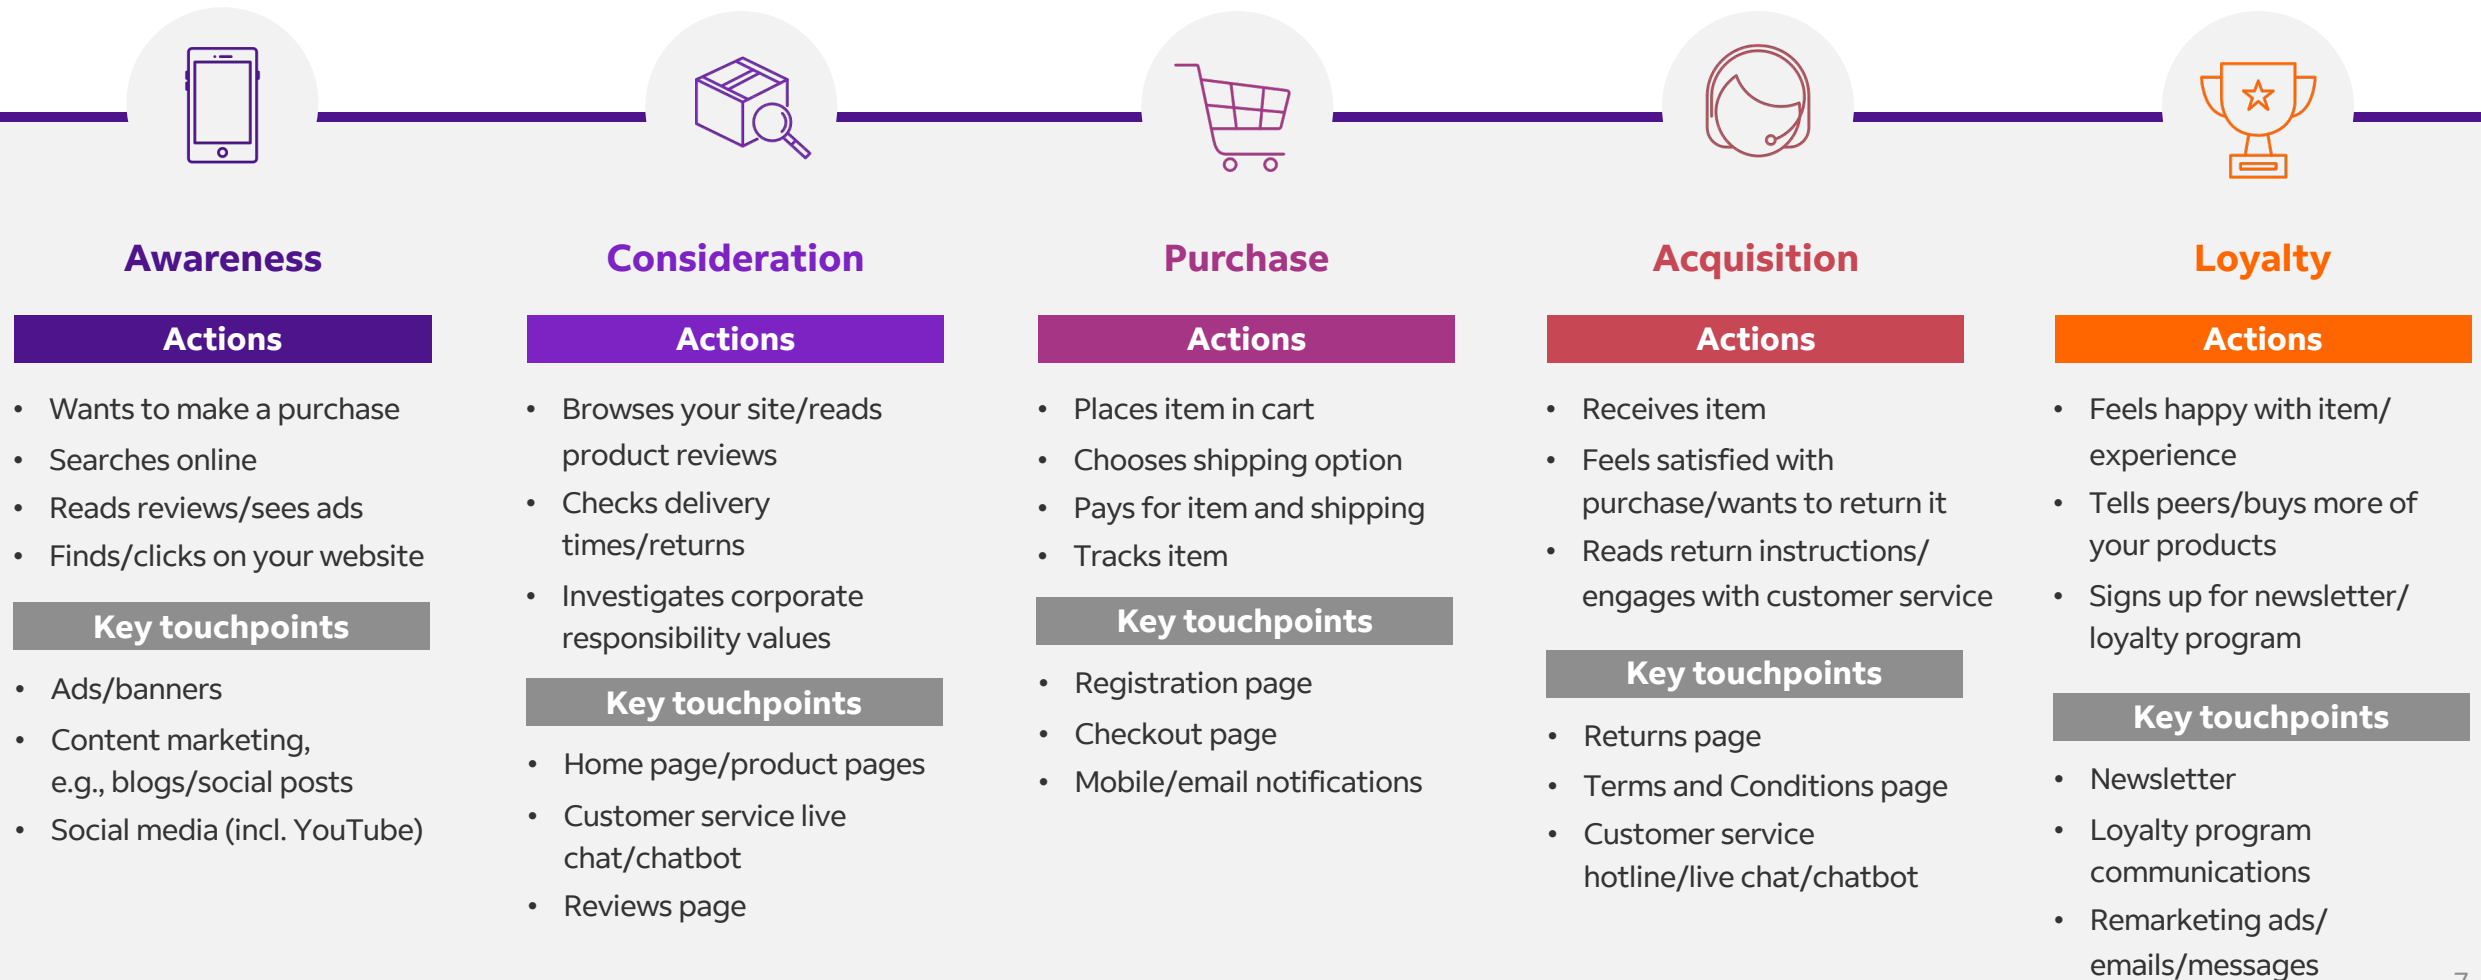 Awareness
Actions
• Wants to make a purchase
• Searches online
• Reads reviews/sees ads
• Finds/clicks on your website
Key touchpoints
• Ads/banners
• Content marketing,
e.g., blogs/social posts
• Social media (incl. YouTube)
Consideration
Actions
• Browses your site/reads
product reviews
• Checks delivery
times/returns
• Investigates corporate
responsibility values
Key touchpoints
• Home page/product pages
• Customer service live
chat/chatbot
• Reviews page
Purchase
Actions
• Places item in cart
• Chooses shipping option
• Pays for item and shipping
• Tracks item
Key touchpoints
• Registration page
• Checkout page
• Mobile/email notifications
Acquisition
Actions
• Receives item
• Feels satisfied with
purchase/wants to return it
• Reads return instructions/
engages with customer service
Key touchpoints
• Returns page
• Terms and Conditions page
• Customer service
hotline/live chat/chatbot
Loyalty
Actions
• Feels happy with item/
experience
• Tells peers/buys more of
your products
• Signs up for newsletter/
loyalty program
Key touchpoints
• Newsletter
• Loyalty program
communications
• Remarketing ads/
emails/messages